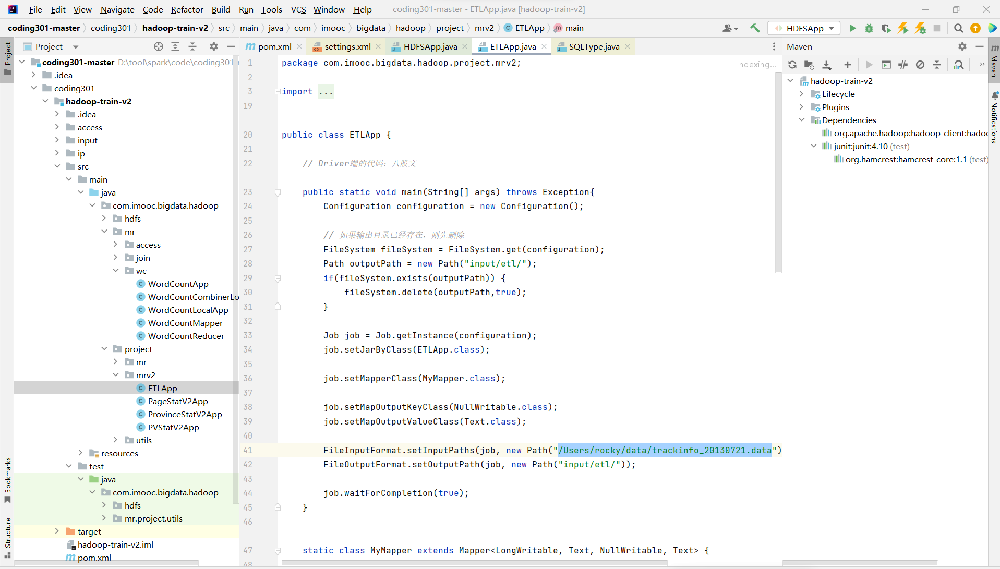 File Edit View Navigate Code Refactor Build Run Tools VCS Window Help coding301-master - ETLApp.java [hadoop-train-v2]
coding301-master coding301 hadoop-train-v2 src main java com imooc bigdata hadoop project mrv2 ETLApp main HDFSApp
Project
Project
coding301-master D:\tool\spark\code\coding301-
.idea
coding301
hadoop-train-v2
.idea
access
input
ip
src
main
java
com.imooc.bigdata.hadoop
hdfs
mr
access
join
wc
WordCountApp
WordCountCombinerLo
WordCountLocalApp
WordCountMapper
WordCountReducer
project
mr
mrv2
ETLApp
PageStatV2App
ProvinceStatV2App
PVStatV2App
utils
resources
test
java
com.imooc.bigdata.hadoop
hdfs
mr.project.utils
target
hadoop-train-v2.iml
pom.xml
Bookmarks
Structure
pom.xml settings.xml HDFSApp.java ETLApp.java SQLType.java
Indexing...
1 package com.imooc.bigdata.hadoop.project.mrv2;
2
3 import ...
19
20 public class ETLApp {
21
22 // Driver端的代码：八股文
23 public static void main(String[] args) throws Exception{
24 Configuration configuration = new Configuration();
25
26 // 如果输出目录已经存在，则先删除
27 FileSystem fileSystem = FileSystem.get(configuration);
28 Path outputPath = new Path("input/etl/");
29 if(fileSystem.exists(outputPath)) {
30 fileSystem.delete(outputPath,true);
31 }
32
33 Job job = Job.getInstance(configuration);
34 job.setJarByClass(ETLApp.class);
35
36 job.setMapperClass(MyMapper.class);
37
38 job.setMapOutputKeyClass(NullWritable.class);
39 job.setMapOutputValueClass(Text.class);
40
41 FileInputFormat.setInputPaths(job, new Path("/Users/rocky/data/trackinfo_20130721.data")
42 FileOutputFormat.setOutputPath(job, new Path("input/etl/"));
43
44 job.waitForCompletion(true);
45 }
46
47 static class MyMapper extends Mapper<LongWritable, Text, NullWritable, Text> {
48
Maven
hadoop-train-v2
Lifecycle
Plugins
Dependencies
org.apache.hadoop:hadoop-client:hadoo
junit:junit:4.10 (test)
org.hamcrest:hamcrest-core:1.1 (test)
Maven
Notifications